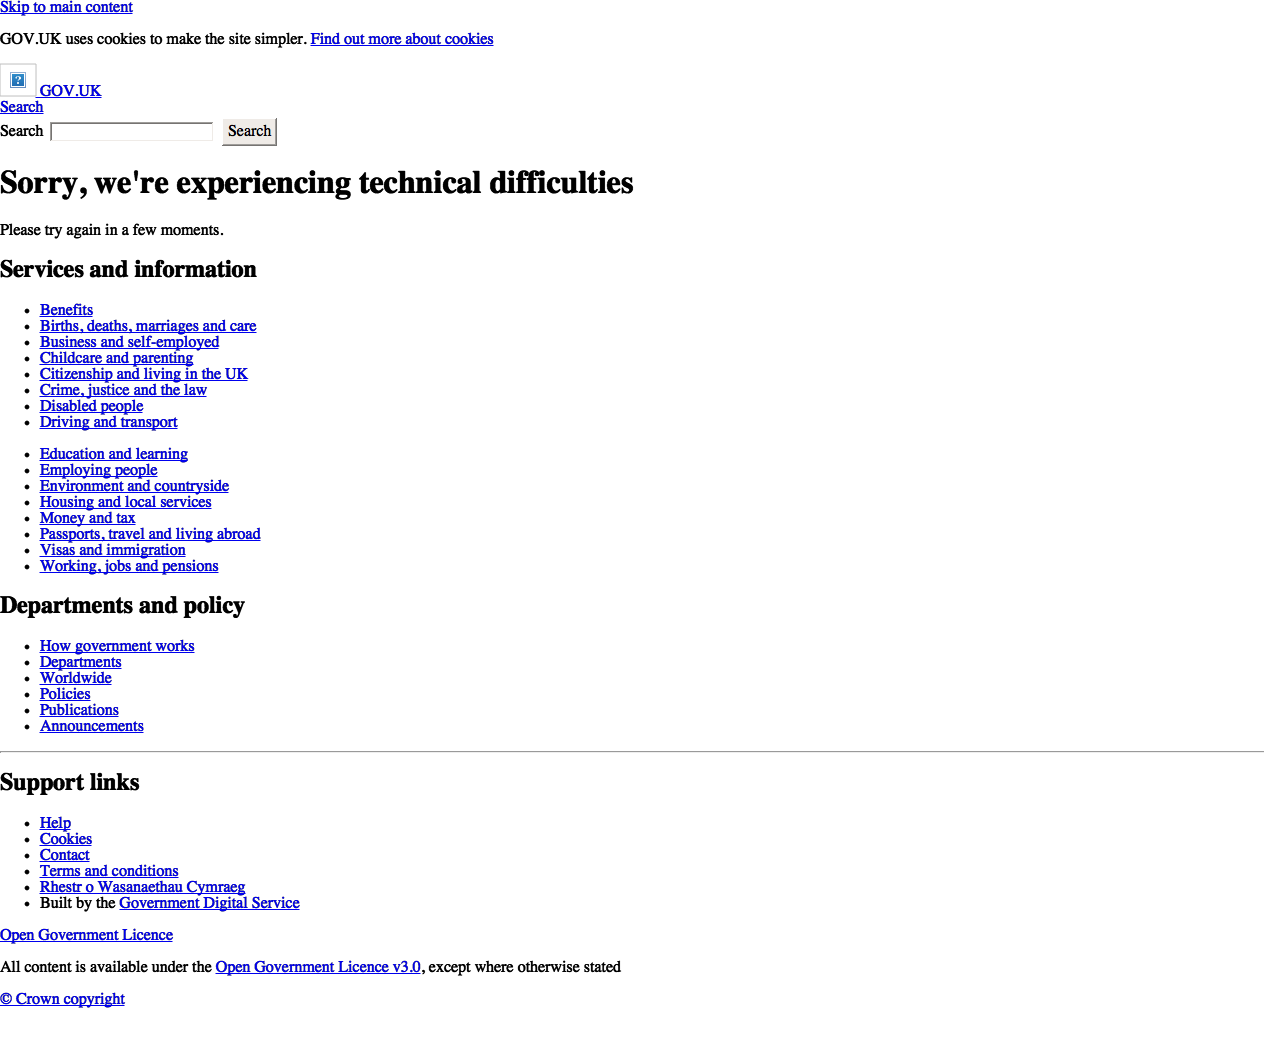 Skip to main content
GOV.UK uses cookies to make the site simpler. Find out more about cookies
GOV.UK
Search
Search Search
Sorry, we're experiencing technical difficulties
Please try again in a few moments.
Services and information
Benefits
Births, deaths, marriages and care
Business and self-employed
Childcare and parenting
Citizenship and living in the UK
Crime, justice and the law
Disabled people
Driving and transport
Education and learning
Employing people
Environment and countryside
Housing and local services
Money and tax
Passports, travel and living abroad
Visas and immigration
Working, jobs and pensions
Departments and policy
How government works
Departments
Worldwide
Policies
Publications
Announcements
Support links
Help
Cookies
Contact
Terms and conditions
Rhestr o Wasanaethau Cymraeg
Built by the Government Digital Service
Open Government Licence
All content is available under the Open Government Licence v3.0, except where otherwise stated
© Crown copyright